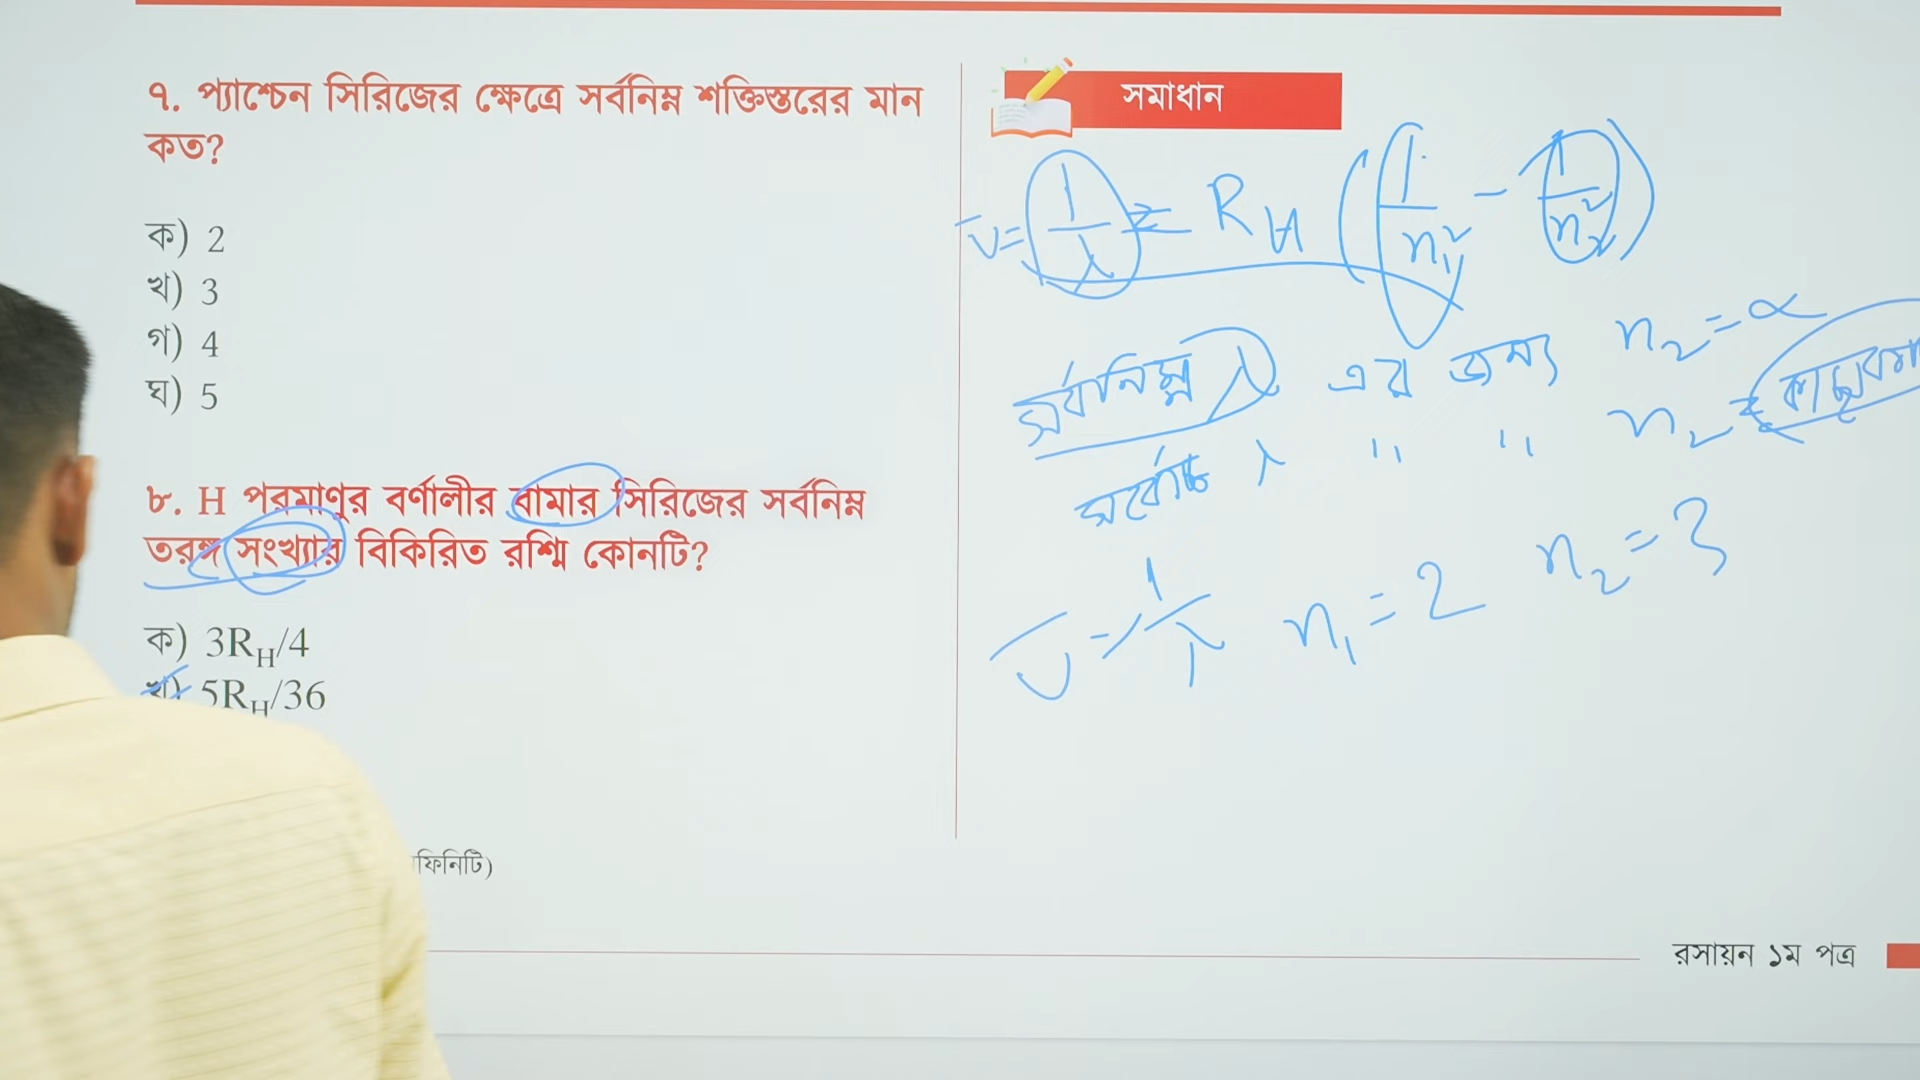 ৭. প্যাশ্চেন সিরিজের ক্ষেত্রে সর্বনিম্ন শক্তিস্তরের মান
কত?
ক) 2
খ) 3
গ) 4
ঘ) 5
৮. H পরমাণুর বর্ণালীর বামার সিরিজের সর্বনিম্ন
তরঙ্গ সংখ্যার বিকিরিত রশ্মি কোনটি?
ক) 3R_H/4
খ) 5R_H/36
ফিনিটি)
সমাধান
ν̄ = 1/λ = R_H (1/n₁² − 1/n₂²)
সর্বনিম্ন λ এর জন্য n₂ = α
সর্বোচ্চ λ " " n₂ =
ν̄ = 1/λ n₁ = 2 n₂ = 3
রসায়ন ১ম পত্র